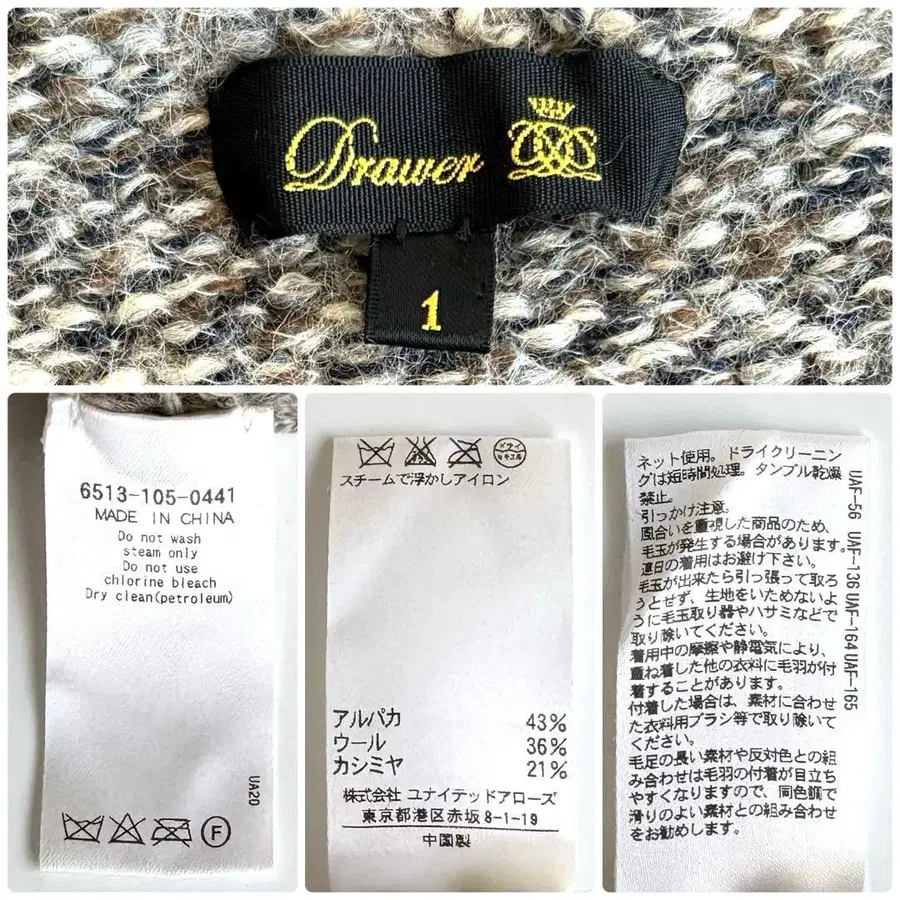 Drawer
1
6513-105-0441
MADE IN CHINA
Do not wash
steam only
Do not use
chlorine bleach
Dry clean(petroleum)
UA20
F
ドライ
セキユ系
スチームで浮かしアイロン
アルパカ 43%
ウール 36%
カシミヤ 21%
株式会社 ユナイテッドアローズ
東京都港区赤坂8-1-19
中国製
ネット使用。ドライクリーニン
グは短時間処理。タンブル乾燥
禁止。
引っかけ注意。
風合いを重視した商品のため、
毛玉が発生する場合があります。
連日の着用はお避け下さい。
毛玉が出来たら引っ張って取ろ
うとせず、生地をいためないよ
うに毛玉取り器やハサミなどで
取り除いてください。
着用中の摩擦や静電気により、
重ね着した他の衣料に毛羽が付
着することがあります。
付着した場合は、素材に合わせ
た衣料用ブラシ等で取り除いて
ください。
毛足の長い素材や反対色との組
み合わせは毛羽の付着が目立ち
やすくなりますので、同色調で
滑りのよい素材との組み合わせ
をお勧めします。
UAF-56 UAF-136 UAF-164 UAF-165